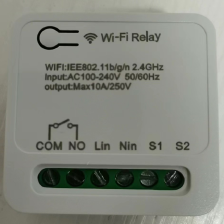 Wi-Fi Relay
WIFI:IEE802.11b/g/n 2.4GHz
Input:AC100-240V 50/60Hz
output:Max10A/250V
COM NO Lin Nin S1 S2